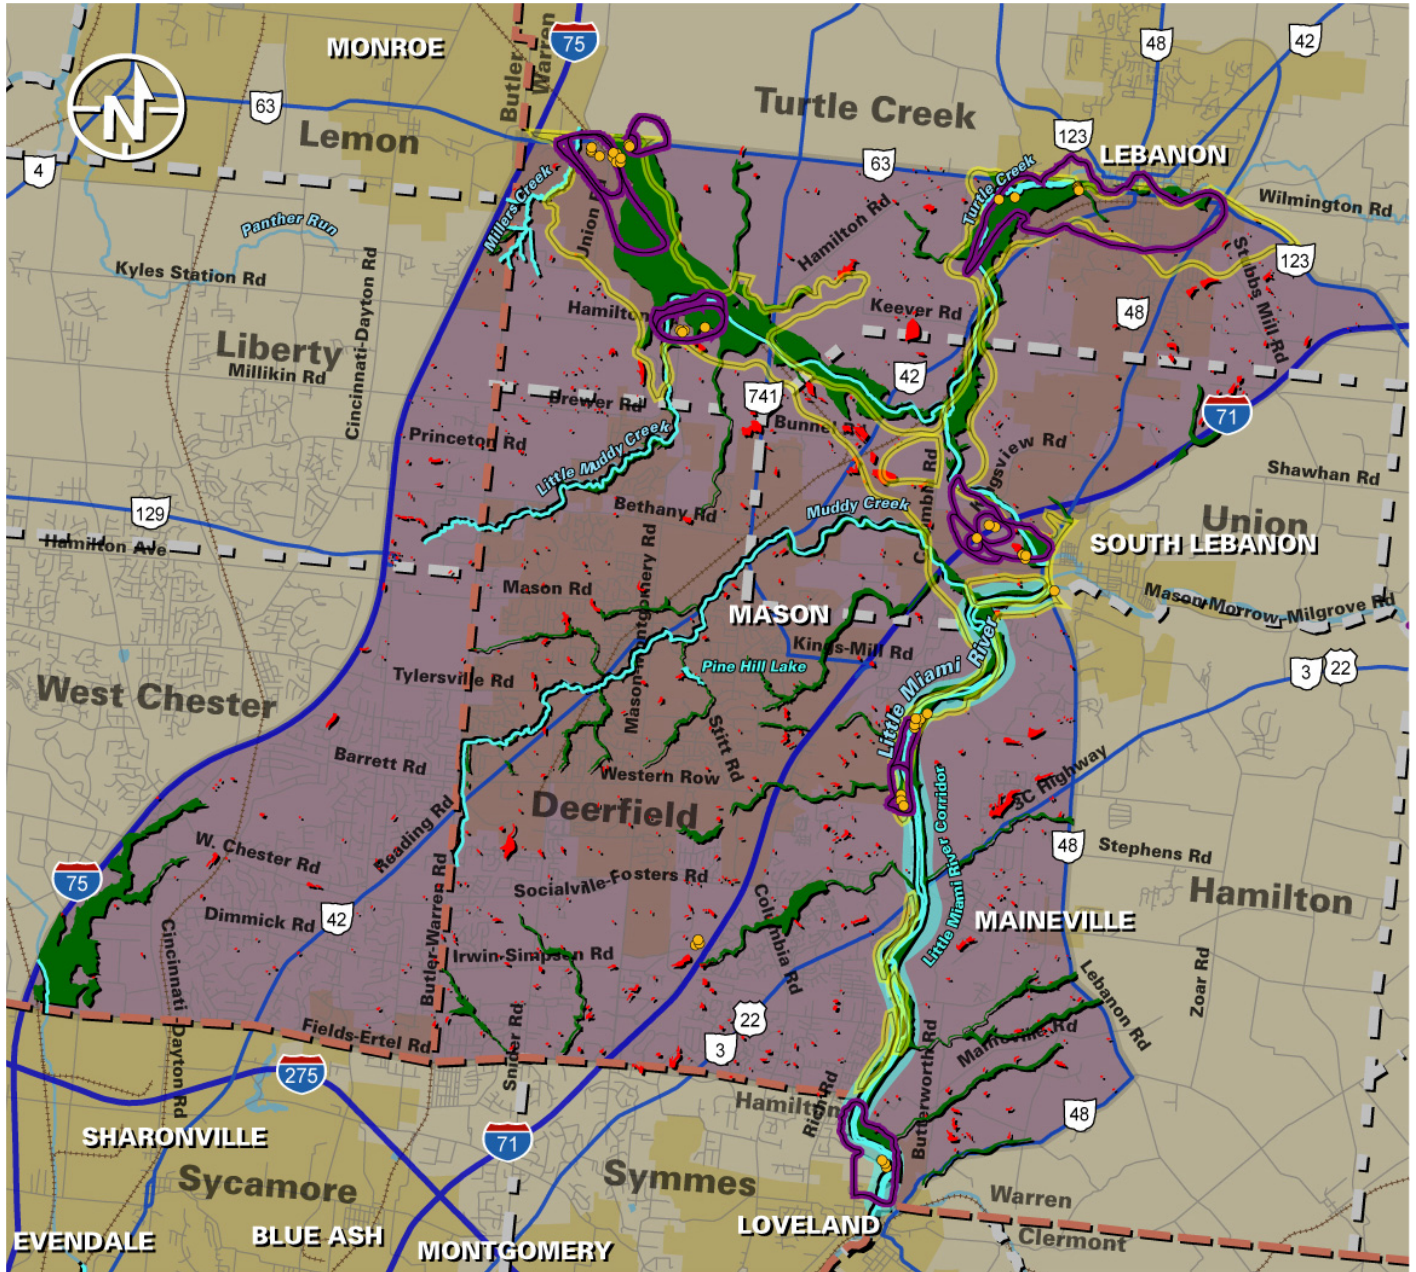 MONROE
75
48
42
Butler
Warren
63
Turtle Creek
N
Lemon
123
LEBANON
4
63
Turtle Creek
Wilmington Rd
Millers Creek
Panther Run
Union
Hamilton Rd
Stubbs Mill Rd
123
Kyles Station Rd
Cincinnati-Dayton Rd
Hamilton
Keever Rd
48
Liberty
Millikin Rd
42
741
71
Brewer Rd
Bunnel
Princeton Rd
Little Muddy Creek
Kingsview Rd
Columbia Rd
Shawhan Rd
129
Bethany Rd
Muddy Creek
Union
Hamilton Ave
SOUTH LEBANON
Mason Rd
Mason-Montgomery Rd
MASON
Mason-Morrow-Milgrove Rd
Kings-Mill Rd
Pine Hill Lake
Little Miami River
3
22
West Chester
Tylersville Rd
Stitt Rd
Barrett Rd
Western Row
3C Highway
Deerfield
Little Miami River Corridor
Reading Rd
48
Stephens Rd
W. Chester Rd
75
Socialville-Fosters Rd
Hamilton
Butler-Warren Rd
Columbia Rd
42
Dimmick Rd
MAINEVILLE
Irwin-Simpson Rd
Cincinnati Dayton Rd
Lebanon Rd
Zoar Rd
22
3
Fields-Ertel Rd
Snider Rd
Maineville Rd
Butterworth Rd
275
Hamilton
Rich Rd
48
SHARONVILLE
71
Sycamore
Symmes
Warren
EVENDALE
BLUE ASH
MONTGOMERY
LOVELAND
Clermont